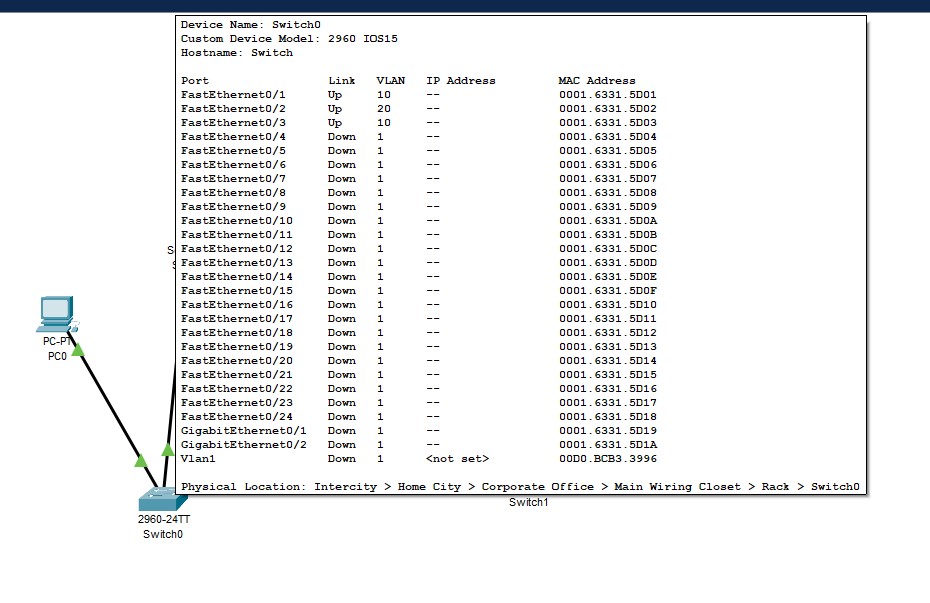 Device Name: Switch0
Custom Device Model: 2960 IOS15
Hostname: Switch
Port Link VLAN IP Address MAC Address
FastEthernet0/1 Up 10 -- 0001.6331.5D01
FastEthernet0/2 Up 20 -- 0001.6331.5D02
FastEthernet0/3 Up 10 -- 0001.6331.5D03
FastEthernet0/4 Down 1 -- 0001.6331.5D04
FastEthernet0/5 Down 1 -- 0001.6331.5D05
FastEthernet0/6 Down 1 -- 0001.6331.5D06
FastEthernet0/7 Down 1 -- 0001.6331.5D07
FastEthernet0/8 Down 1 -- 0001.6331.5D08
FastEthernet0/9 Down 1 -- 0001.6331.5D09
FastEthernet0/10 Down 1 -- 0001.6331.5D0A
FastEthernet0/11 Down 1 -- 0001.6331.5D0B
FastEthernet0/12 Down 1 -- 0001.6331.5D0C
FastEthernet0/13 Down 1 -- 0001.6331.5D0D
FastEthernet0/14 Down 1 -- 0001.6331.5D0E
FastEthernet0/15 Down 1 -- 0001.6331.5D0F
FastEthernet0/16 Down 1 -- 0001.6331.5D10
FastEthernet0/17 Down 1 -- 0001.6331.5D11
FastEthernet0/18 Down 1 -- 0001.6331.5D12
FastEthernet0/19 Down 1 -- 0001.6331.5D13
FastEthernet0/20 Down 1 -- 0001.6331.5D14
FastEthernet0/21 Down 1 -- 0001.6331.5D15
FastEthernet0/22 Down 1 -- 0001.6331.5D16
FastEthernet0/23 Down 1 -- 0001.6331.5D17
FastEthernet0/24 Down 1 -- 0001.6331.5D18
GigabitEthernet0/1 Down 1 -- 0001.6331.5D19
GigabitEthernet0/2 Down 1 -- 0001.6331.5D1A
Vlan1 Down 1 <not set> 00D0.BCB3.3996
Physical Location: Intercity > Home City > Corporate Office > Main Wiring Closet > Rack > Switch0
PC-PT
PC0
Switch1
2960-24TT
Switch0